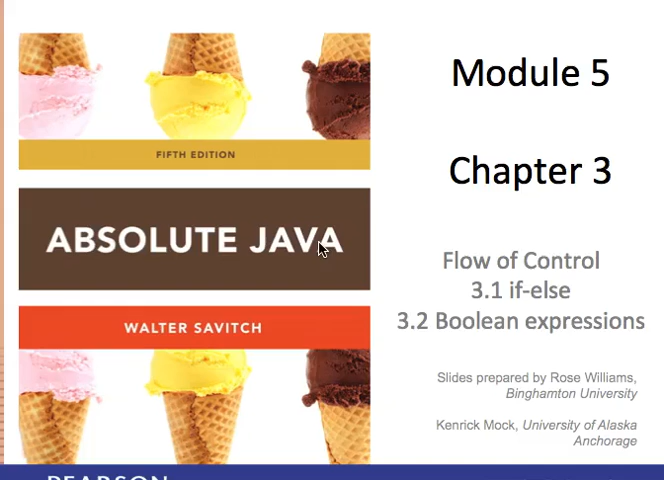 Module 5
Chapter 3
FIFTH EDITION
ABSOLUTE JAVA
WALTER SAVITCH
Flow of Control
3.1 if-else
3.2 Boolean expressions
Slides prepared by Rose Williams,
Binghamton University
Kenrick Mock, University of Alaska
Anchorage
PEARSON